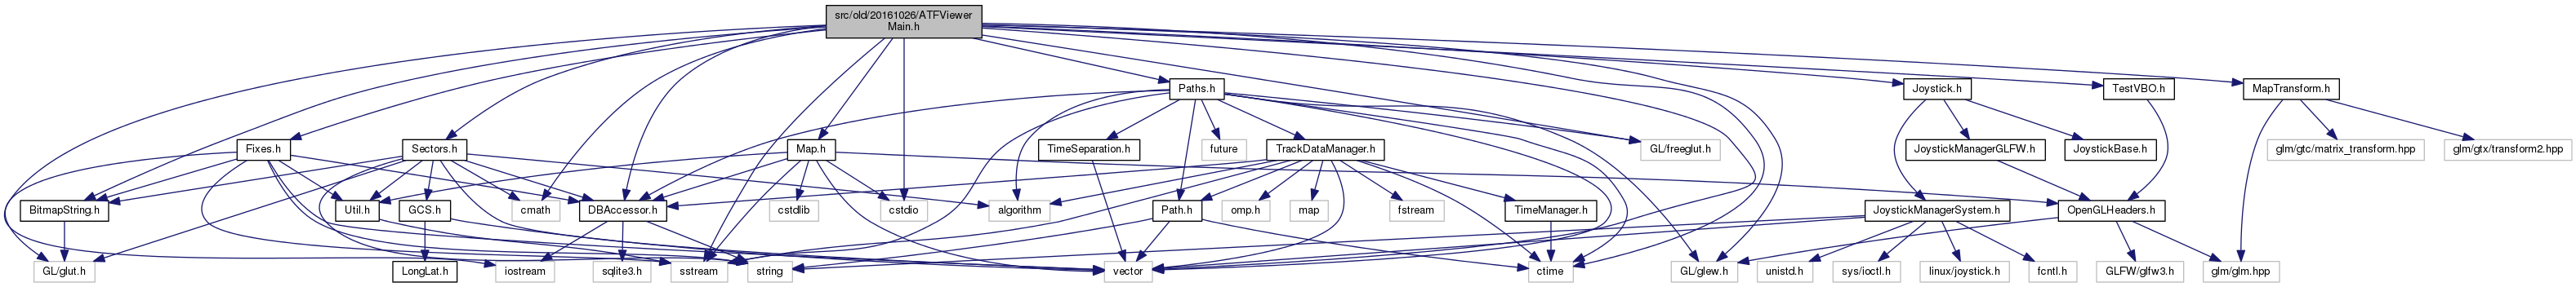 src/old/20161026/ATFViewer
Main.h
Paths.h
Joystick.h
TestVBO.h
MapTransform.h
Fixes.h
Sectors.h
Map.h
TimeSeparation.h
future
TrackDataManager.h
GL/freeglut.h
JoystickManagerGLFW.h
JoystickBase.h
glm/gtc/matrix_transform.hpp
glm/gtx/transform2.hpp
BitmapString.h
Util.h
GCS.h
cmath
DBAccessor.h
cstdlib
cstdio
algorithm
Path.h
omp.h
map
fstream
TimeManager.h
JoystickManagerSystem.h
OpenGLHeaders.h
GL/glut.h
LongLat.h
iostream
sqlite3.h
sstream
string
vector
ctime
GL/glew.h
unistd.h
sys/ioctl.h
linux/joystick.h
fcntl.h
GLFW/glfw3.h
glm/glm.hpp